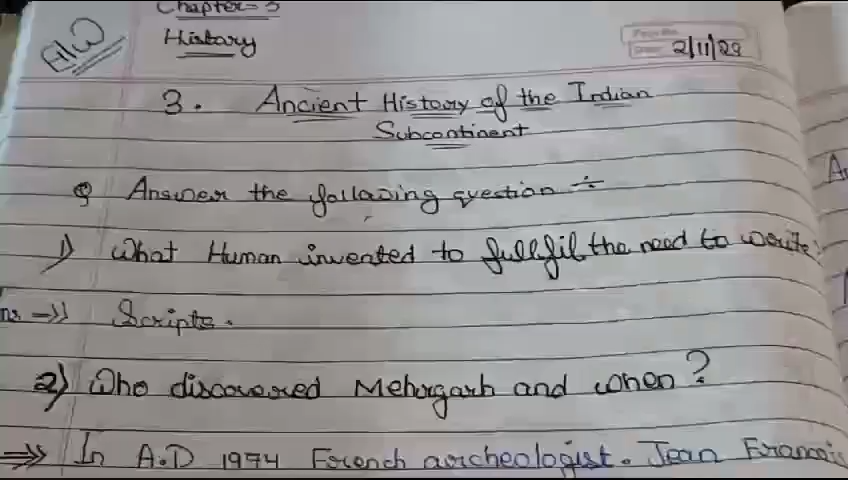 Chapter-3
History
H/W
2/11/23
3. Ancient History of the Indian
Subcontinent
Q Answer the following question ÷
1) What Human invented to fullfil the need to write?
Ans. ⇒ Scripts.
2) Who discovered Mehrgarh and when?
⇒ In A.D 1974 French archeologist. Jean Francois